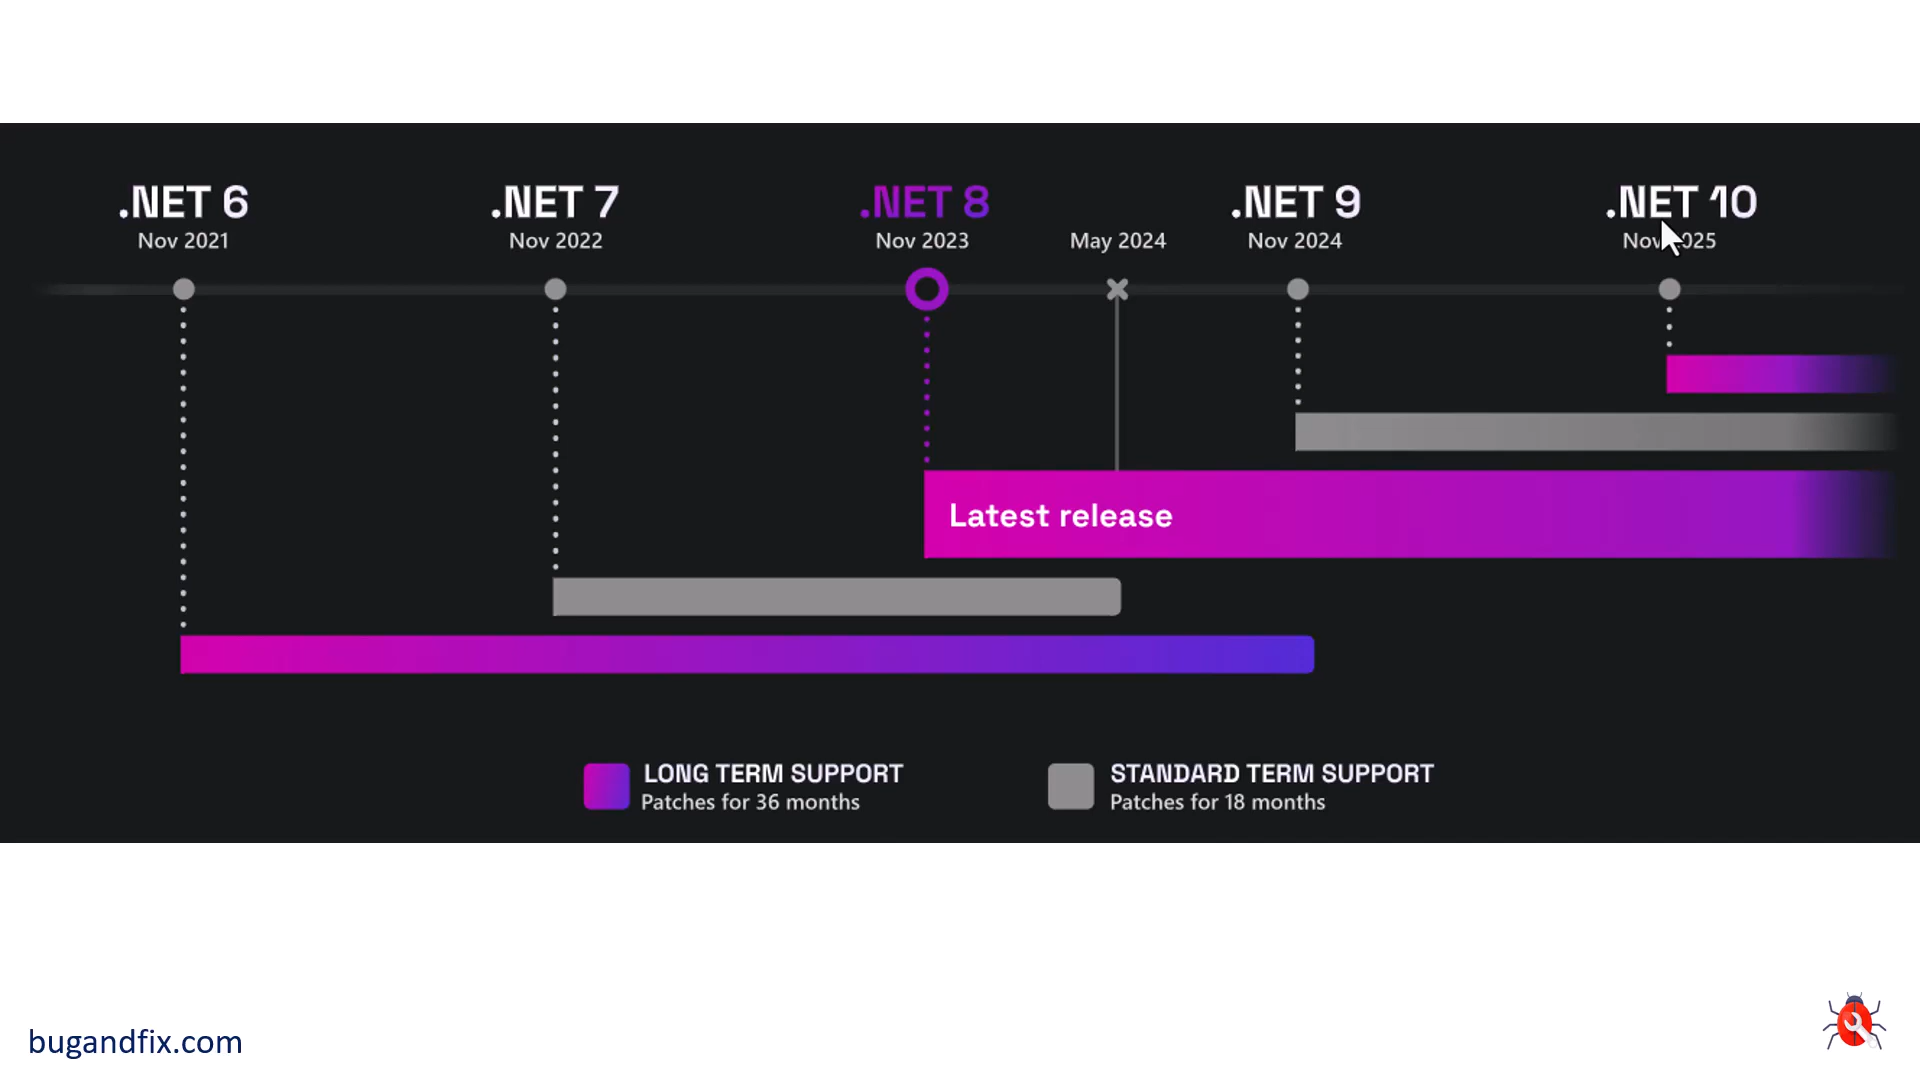 .NET 6
Nov 2021
.NET 7
Nov 2022
.NET 8
Nov 2023
May 2024
.NET 9
Nov 2024
.NET 10
Nov 2025
Latest release
LONG TERM SUPPORT
Patches for 36 months
STANDARD TERM SUPPORT
Patches for 18 months
bugandfix.com